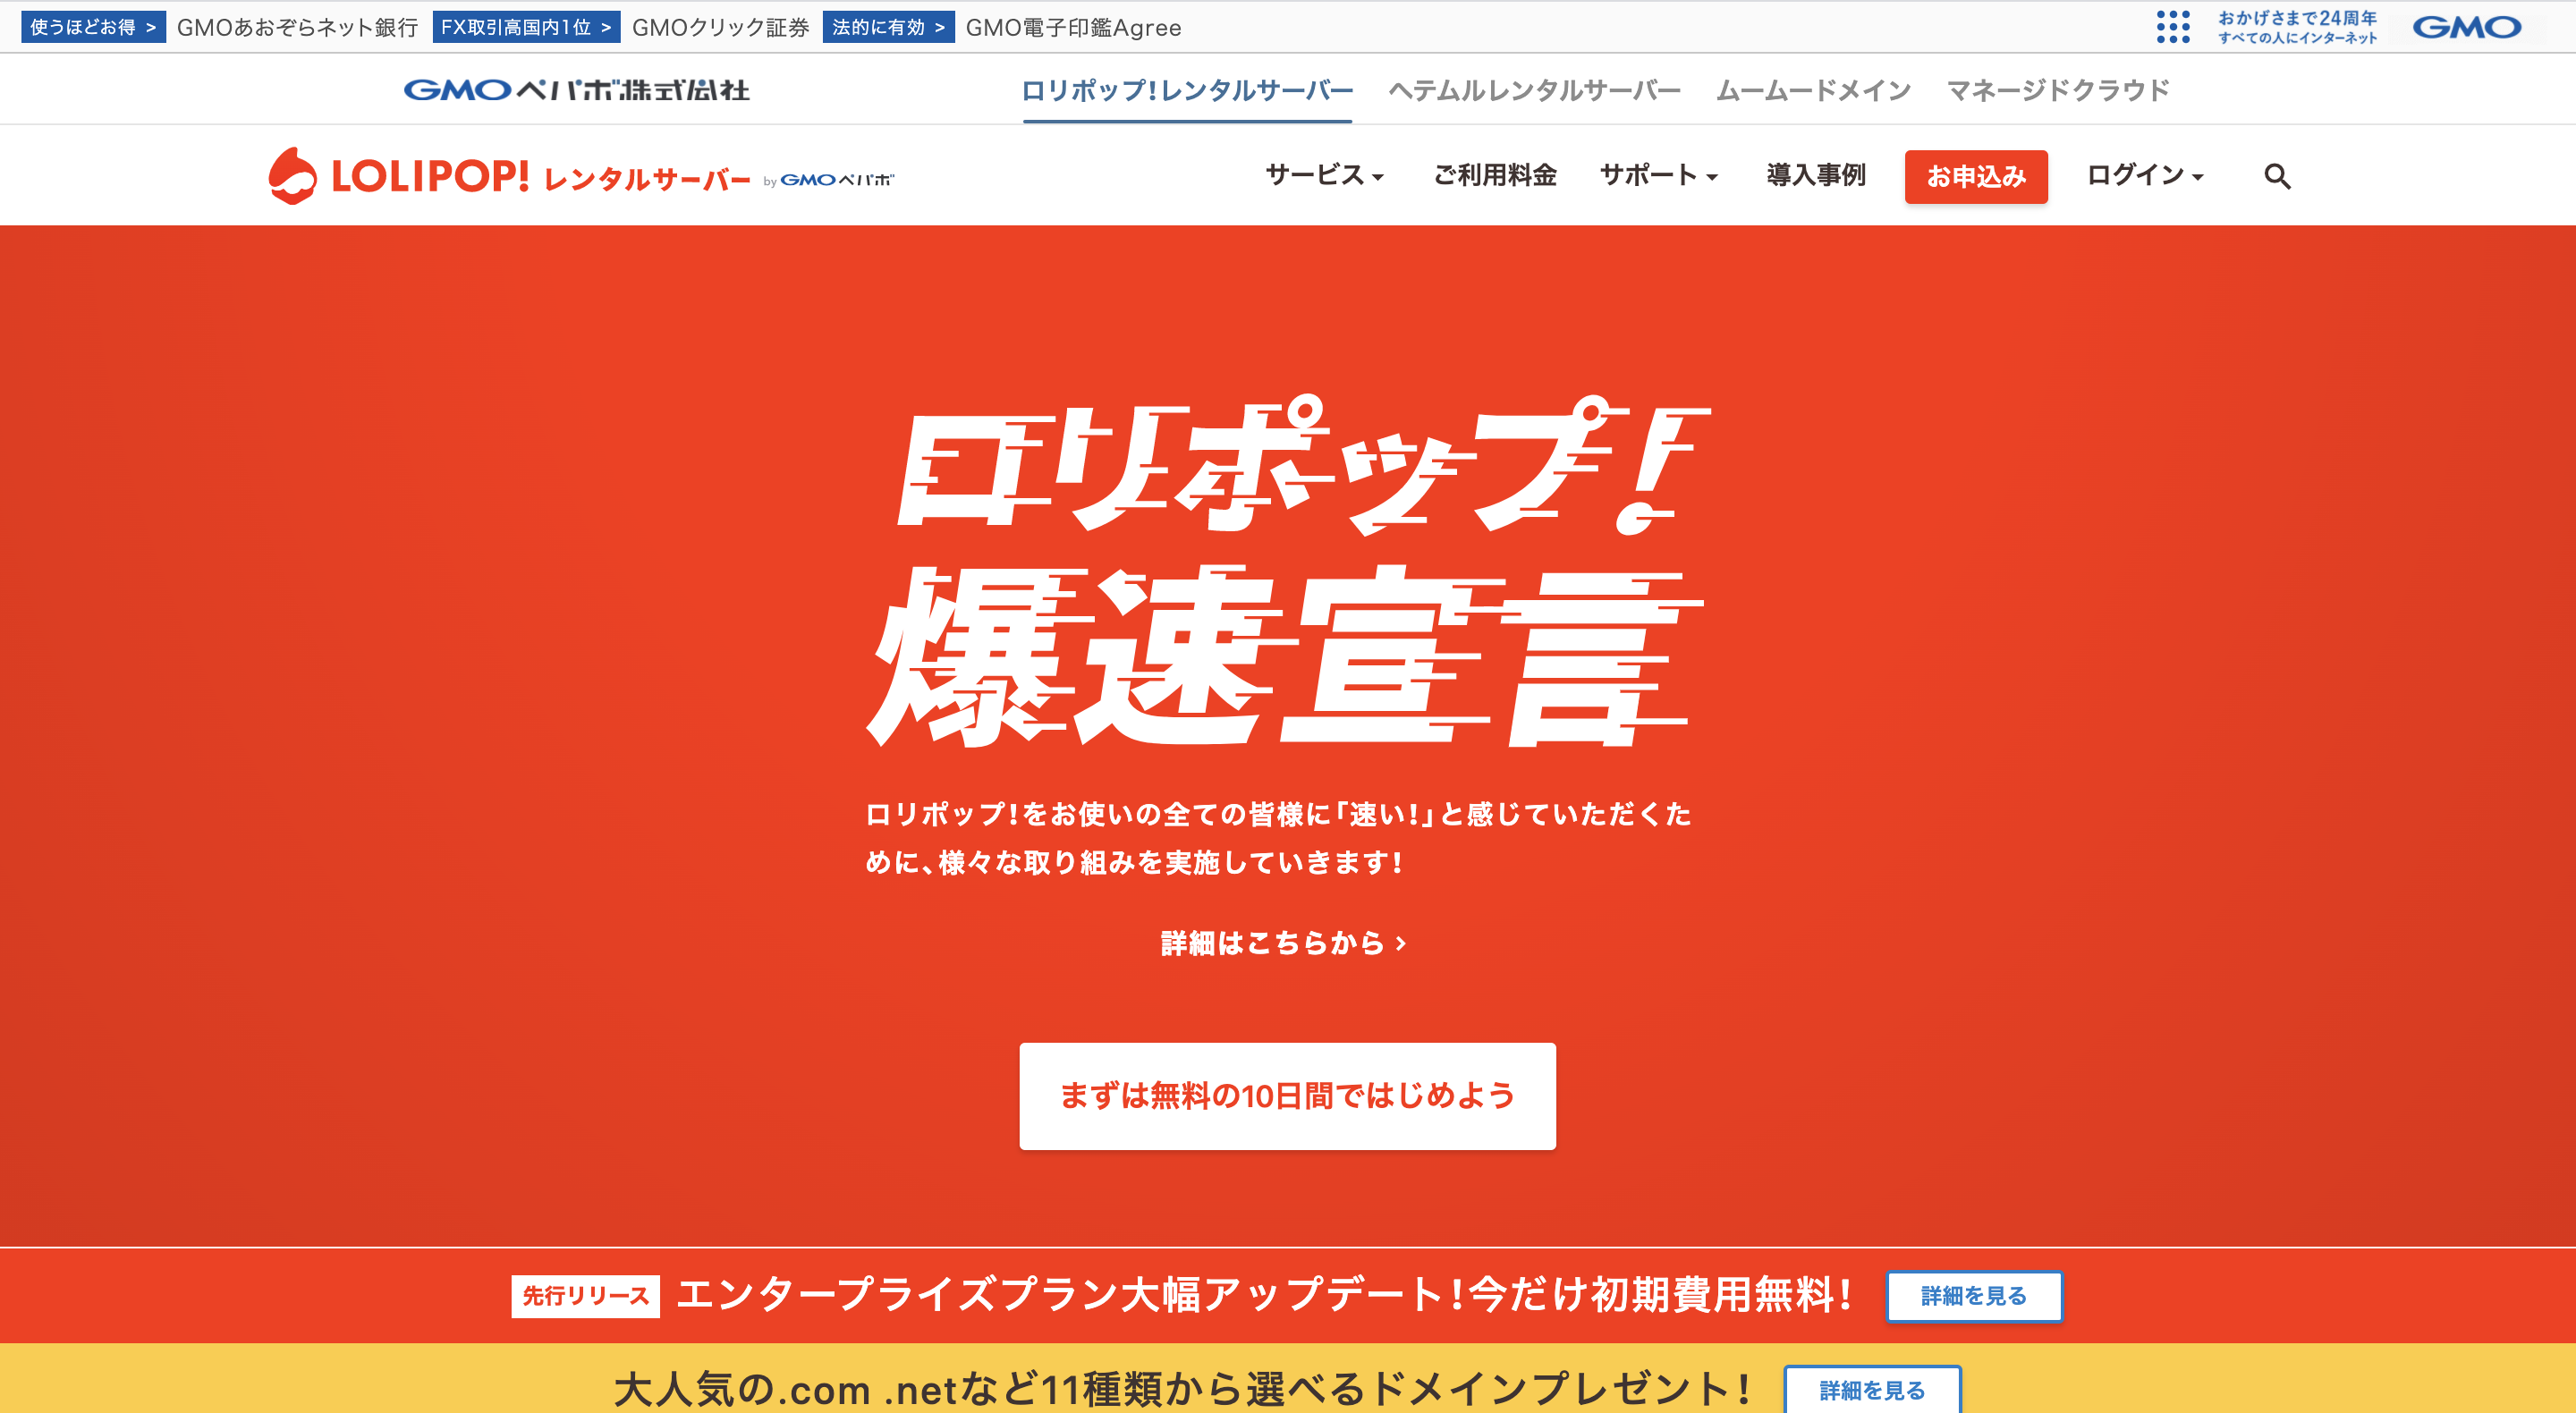 使うほどお得 > GMOあおぞらネット銀行 FX取引高国内1位 > GMOクリック証券 法的に有効 > GMO電子印鑑Agree
おかげさまで24周年
すべての人にインターネット
GMO
GMOペパボ株式会社 ロリポップ!レンタルサーバー ヘテムルレンタルサーバー ムームードメイン マネージドクラウド
LOLIPOP! レンタルサーバー by GMOペパボ サービス ご利用料金 サポート 導入事例 お申込み ログイン
ロリポップ!
爆速宣言
ロリポップ!をお使いの全ての皆様に「速い!」と感じていただくた
めに、様々な取り組みを実施していきます!
詳細はこちらから >
まずは無料の10日間ではじめよう
先行リリース エンタープライズプラン大幅アップデート!今だけ初期費用無料! 詳細を見る
大人気の.com .netなど11種類から選べるドメインプレゼント! 詳細を見る